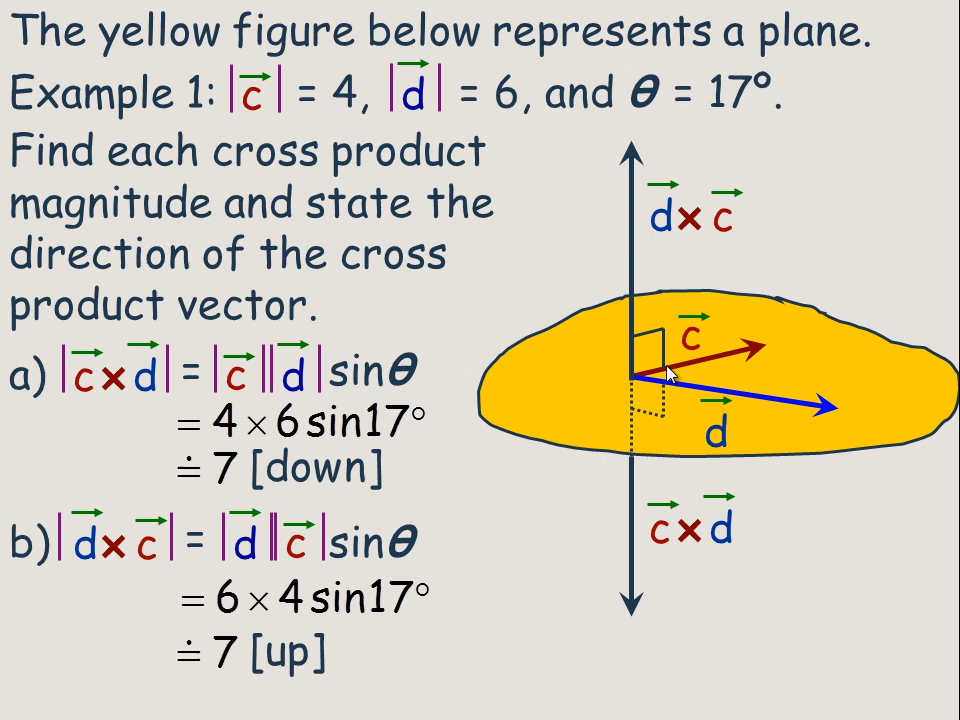 The yellow figure below represents a plane.
Example 1: |c⃗| = 4, |d⃗| = 6, and θ = 17º.
Find each cross product
magnitude and state the
direction of the cross
product vector.
a) |c⃗ × d⃗| = |c⃗||d⃗| sinθ
= 4 × 6 sin17°
≐ 7 [down]
b) |d⃗ × c⃗| = |d⃗||c⃗| sinθ
= 6 × 4 sin17°
≐ 7 [up]
d⃗ × c⃗
c⃗
d⃗
c⃗ × d⃗